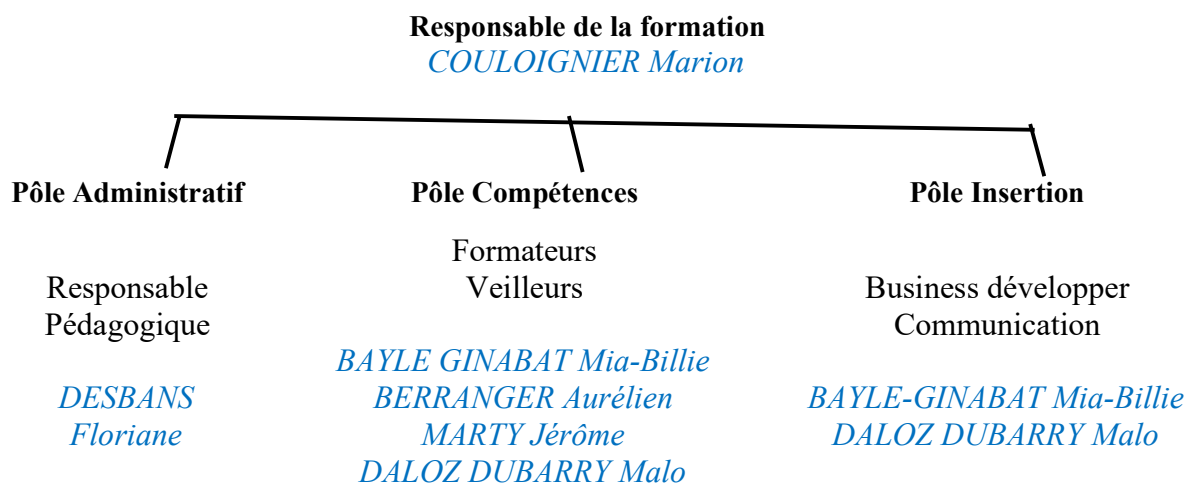 Responsable de la formation
COULOIGNIER Marion
Pôle Administratif
Responsable
Pédagogique
DESBANS
Floriane
Pôle Compétences
Formateurs
Veilleurs
BAYLE GINABAT Mia-Billie
BERRANGER Aurélien
MARTY Jérôme
DALOZ DUBARRY Malo
Pôle Insertion
Business développer
Communication
BAYLE-GINABAT Mia-Billie
DALOZ DUBARRY Malo